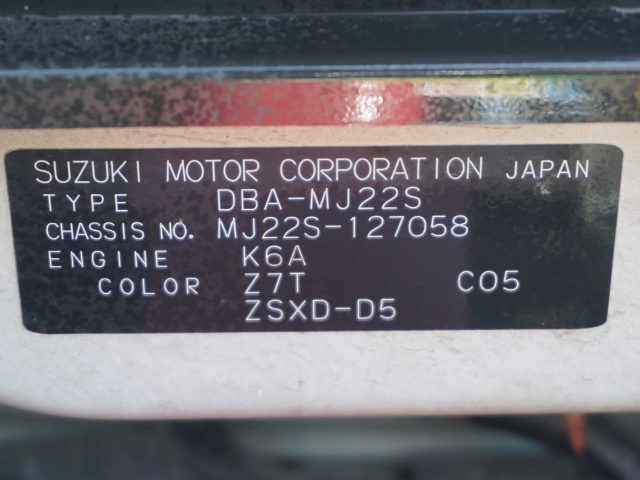 SUZUKI MOTOR CORPORATION JAPAN
TYPE DBA-MJ22S
CHASSIS NO. MJ22S-127058
ENGINE K6A
COLOR Z7T C05
ZSXD-D5